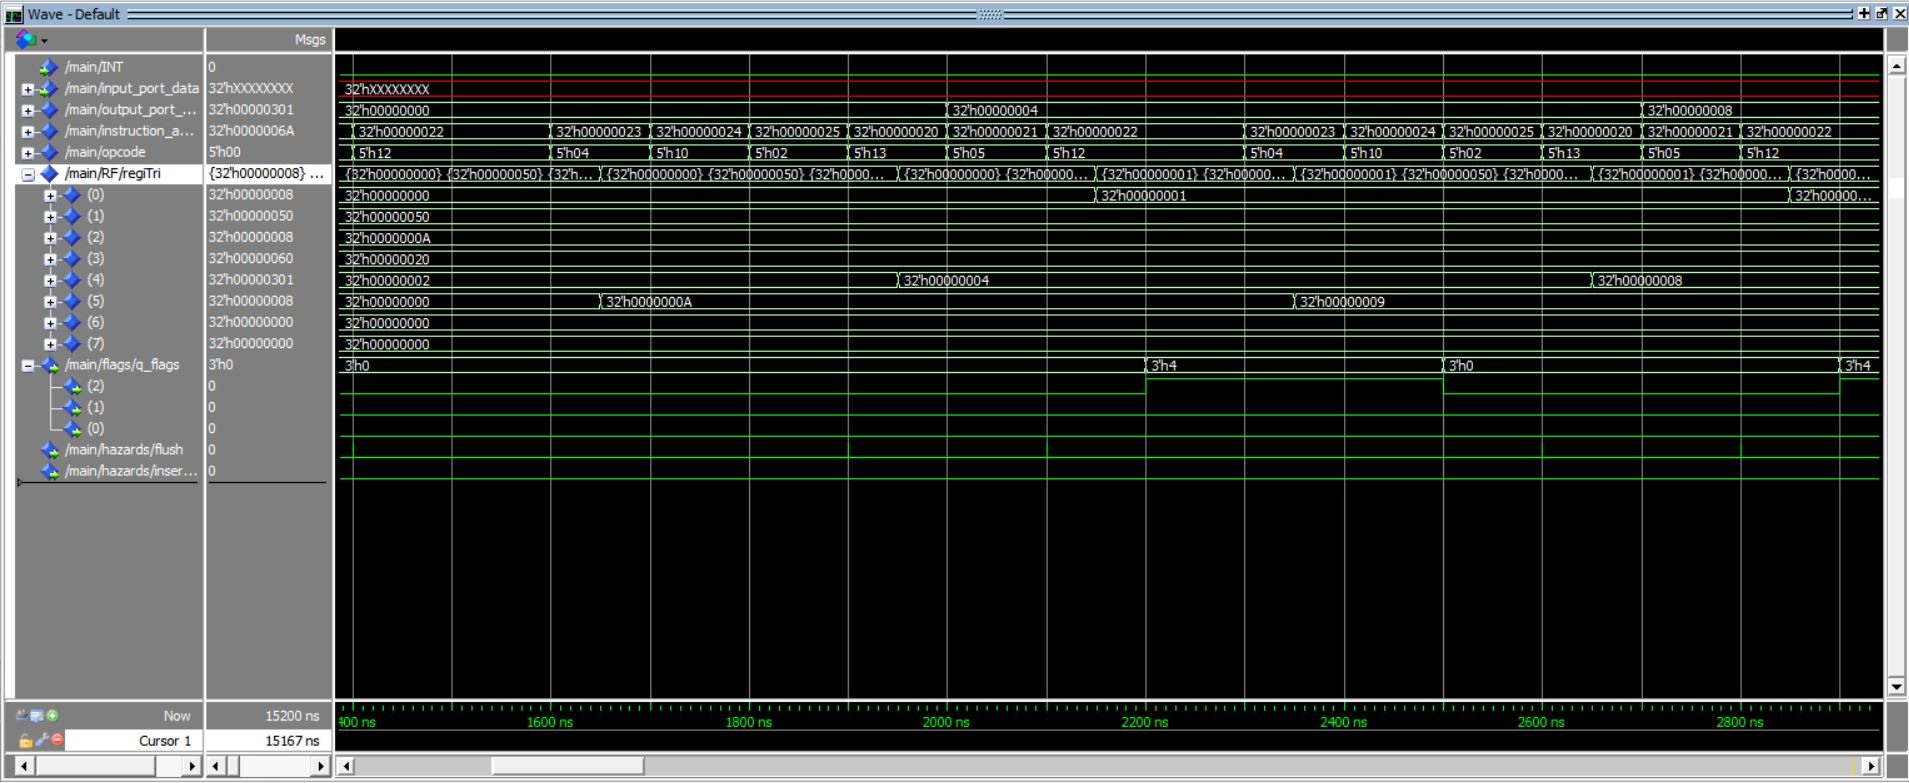 Wave - Default
Msgs
/main/INT 0
/main/input_port_data 32'hXXXXXXXX 32'hXXXXXXXX
/main/output_port_... 32'h00000301 32'h00000000 32'h00000004 32'h00000008
/main/instruction_a... 32'h0000006A 32'h00000022 32'h00000023 32'h00000024 32'h00000025 32'h00000020 32'h00000021 32'h00000022 32'h00000023 32'h00000024 32'h00000025 32'h00000020 32'h00000021 32'h00000022
/main/opcode 5'h00 5'h12 5'h04 5'h10 5'h02 5'h13 5'h05 5'h12 5'h04 5'h10 5'h02 5'h13 5'h05 5'h12
/main/RF/regiTri {32'h00000008} ... {32'h00000000} {32'h00000050} {32'h... {32'h00000000} {32'h00000050} {32'h0000... {32'h00000000} {32'h00000... {32'h00000001} {32'h00000... {32'h00000001} {32'h00000050} {32'h0000... {32'h00000001} {32'h00000... {32'h0000...
(0) 32'h00000008 32'h00000000 32'h00000001 32'h00000...
(1) 32'h00000050 32'h00000050
(2) 32'h00000008 32'h0000000A
(3) 32'h00000060 32'h00000020
(4) 32'h00000301 32'h00000002 32'h00000004 32'h00000008
(5) 32'h00000008 32'h00000000 32'h0000000A 32'h00000009
(6) 32'h00000000 32'h00000000
(7) 32'h00000000 32'h00000000
/main/flags/q_flags 3'h0 3'h0 3'h4 3'h0 3'h4
(2) 0
(1) 0
(0) 0
/main/hazards/flush 0
/main/hazards/inser... 0
Now 15200 ns
400 ns 1600 ns 1800 ns 2000 ns 2200 ns 2400 ns 2600 ns 2800 ns
Cursor 1 15167 ns